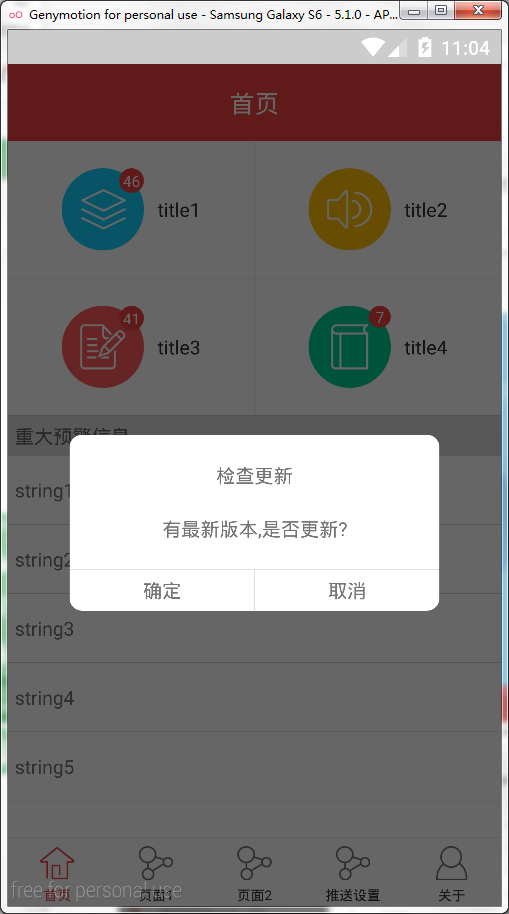 Genymotion for personal use - Samsung Galaxy S6 - 5.1.0 - AP...
11:04
首页
46
title1
title2
41
title3
7
title4
重大预警信息
检查更新
有最新版本,是否更新?
确定
取消
string1
string2
string3
string4
string5
首页
页面1
页面2
推送设置
关于
free for personal use